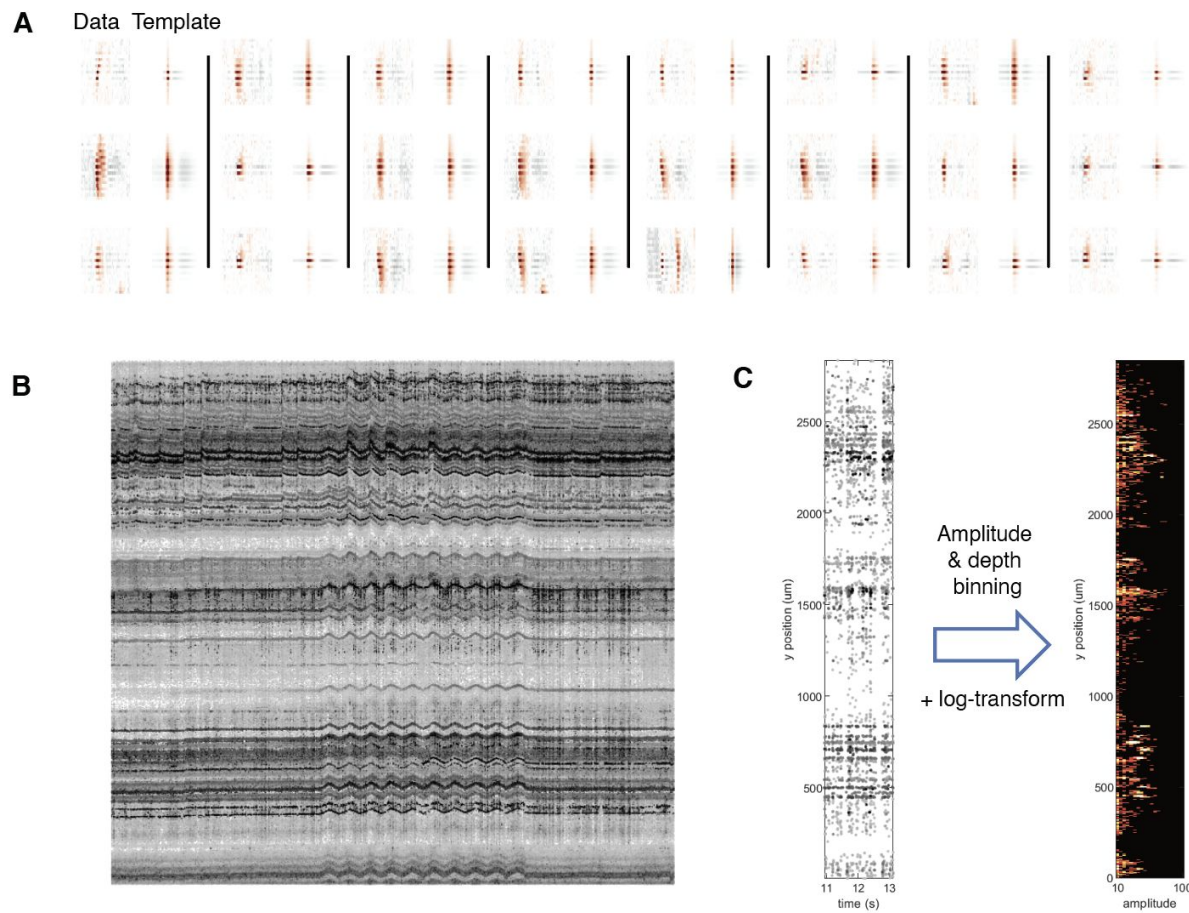 A
Data Template
B
C
y position (um)
2500
2000
1500
1000
500
11 12 13
time (s)
Amplitude
& depth
binning
+ log-transform
y position (um)
2500
2000
1500
1000
500
0
10 100
amplitude